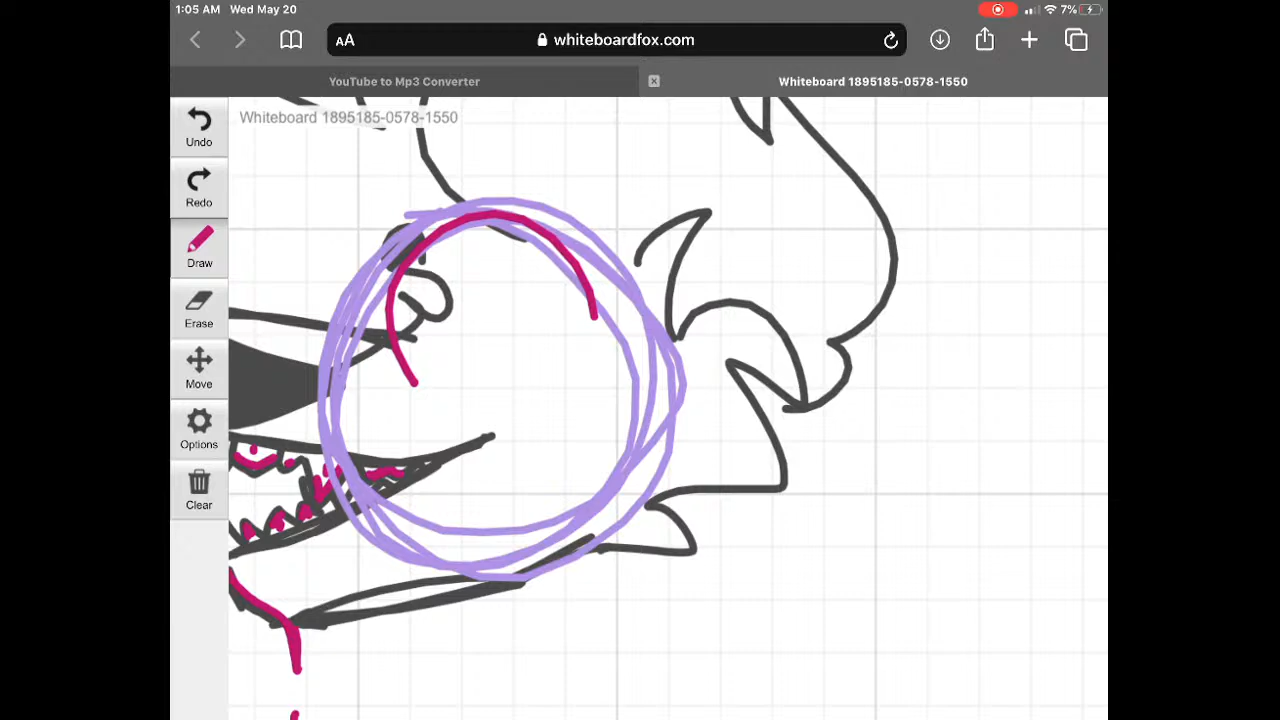 1:05 AM Wed May 20
7%
AA
whiteboardfox.com
YouTube to Mp3 Converter
Whiteboard 1895185-0578-1550
Whiteboard 1895185-0578-1550
Undo
Redo
Draw
Erase
Move
Options
Clear